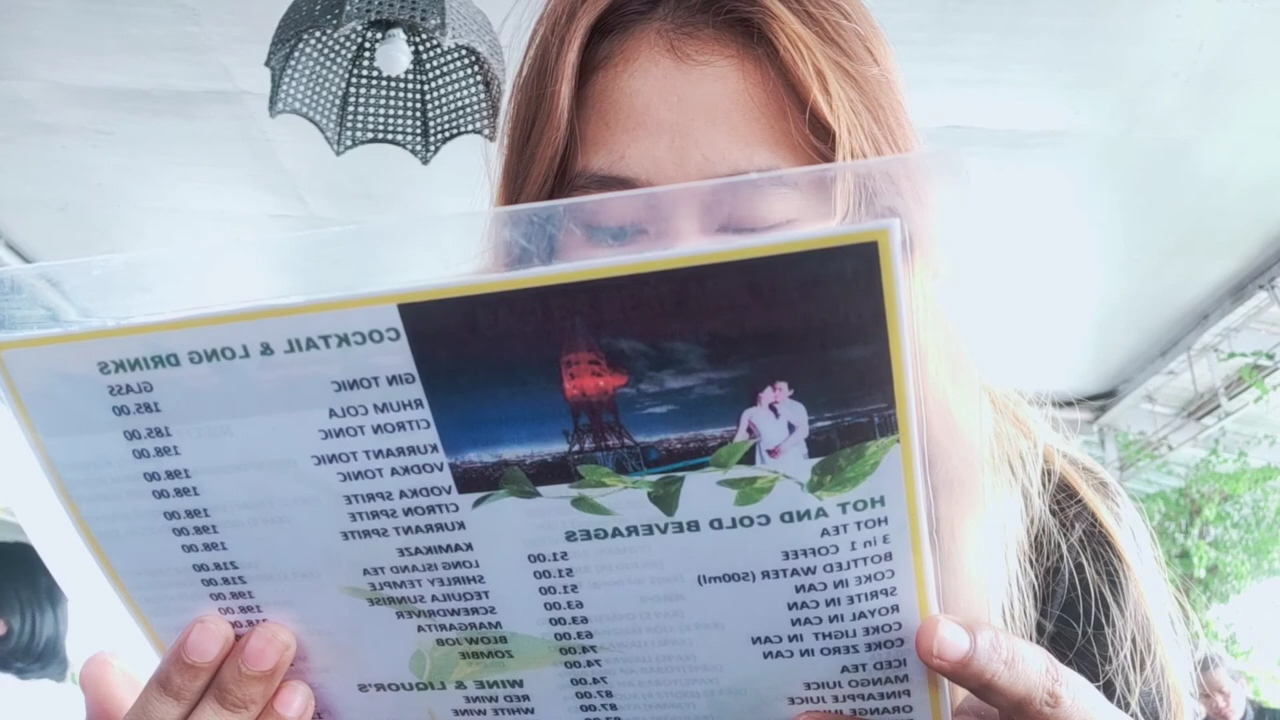 HOT AND COLD BEVERAGES
HOT TEA
3 in 1 COFFEE
BOTTLED WATER (500ml)
COKE IN CAN
SPRITE IN CAN
ROYAL IN CAN
COKE LIGHT IN CAN
COKE ZERO IN CAN
ICED TEA
MANGO JUICE
PINEAPPLE JUICE
ORANGE JUICE
51.00
51.00
63.00
63.00
63.00
74.00
74.00
74.00
87.00
87.00
COCKTAIL & LONG DRINKS
GLASS
GIN TONIC
RHUM COLA
CITRON TONIC
KURRANT TONIC
VODKA TONIC
VODKA SPRITE
CITRON SPRITE
KURRANT SPRITE
KAMIKAZE
LONG ISLAND TEA
SHIRLEY TEMPLE
TEQUILA SUNRISE
SCREWDRIVER
MARGARITA
BLOWJOB
ZOMBIE
185.00
185.00
198.00
198.00
198.00
198.00
198.00
198.00
218.00
218.00
198.00
218.00
WINE & LIQUOR'S
RED WINE
WHITE WINE